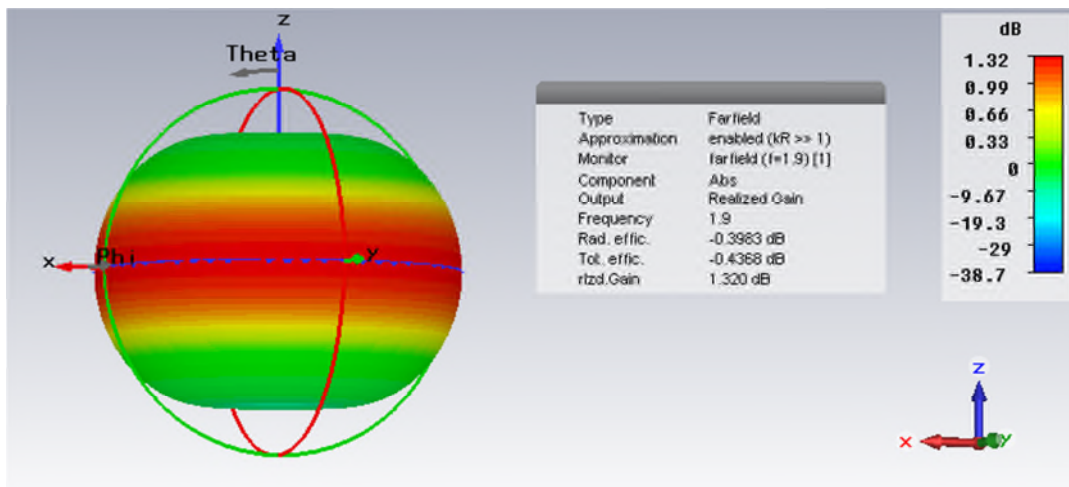 z
Theta
x
Phi
y
Type Farfield
Approximation enabled (kR >> 1)
Monitor farfield (f=1.9) [1]
Component Abs
Output Realized Gain
Frequency 1.9
Rad. effic. -0.3983 dB
Tot. effic. -0.4368 dB
rlzd.Gain 1.320 dB
dB
1.32
0.99
0.66
0.33
0
-9.67
-19.3
-29
-38.7
z
x
y